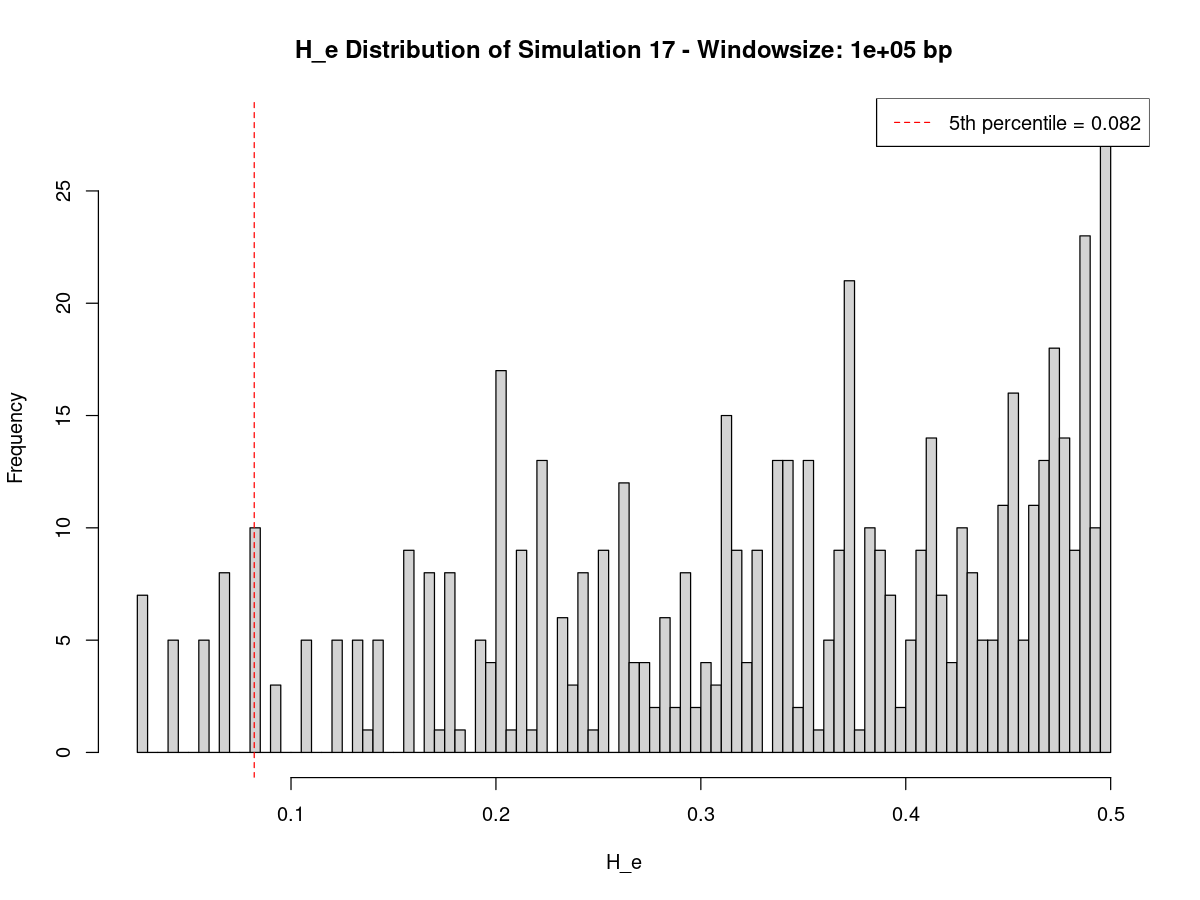 H_e Distribution of Simulation 17 - Windowsize: 1e+05 bp
5th percentile = 0.082
Frequency
25
20
15
10
5
0
0.1 0.2 0.3 0.4 0.5
H_e